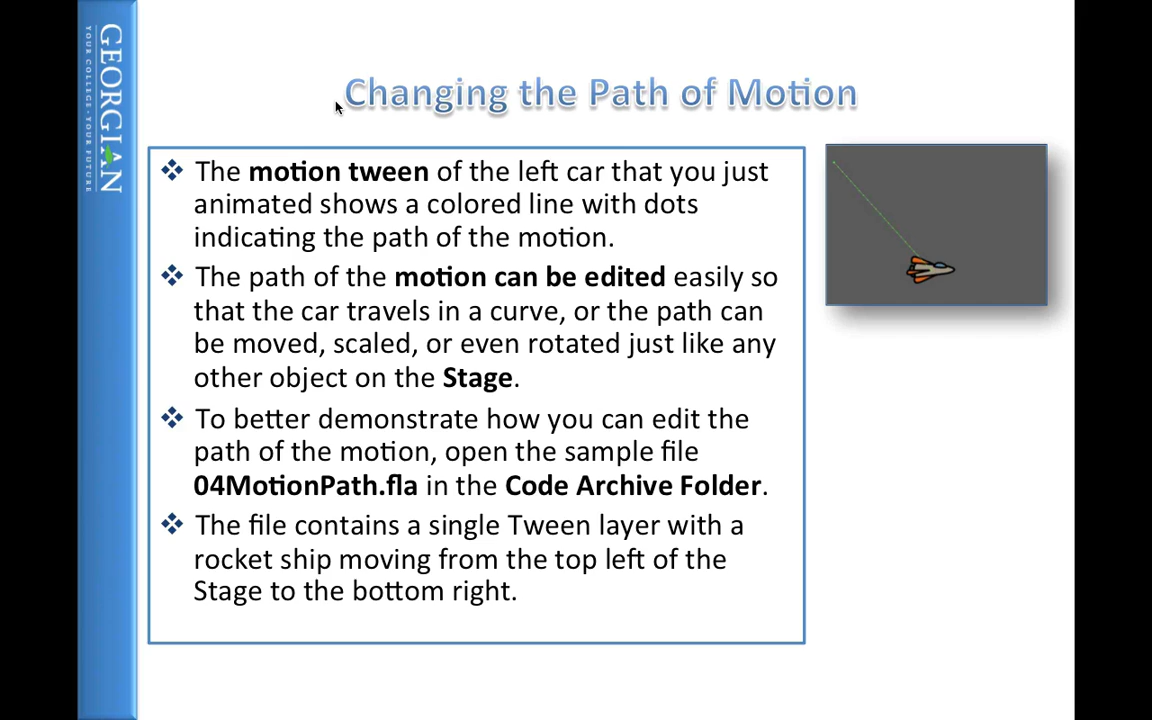 GEORGIAN
YOUR COLLEGE · YOUR FUTURE
Changing the Path of Motion
The motion tween of the left car that you just
animated shows a colored line with dots
indicating the path of the motion.
The path of the motion can be edited easily so
that the car travels in a curve, or the path can
be moved, scaled, or even rotated just like any
other object on the Stage.
To better demonstrate how you can edit the
path of the motion, open the sample file
04MotionPath.fla in the Code Archive Folder.
The file contains a single Tween layer with a
rocket ship moving from the top left of the
Stage to the bottom right.